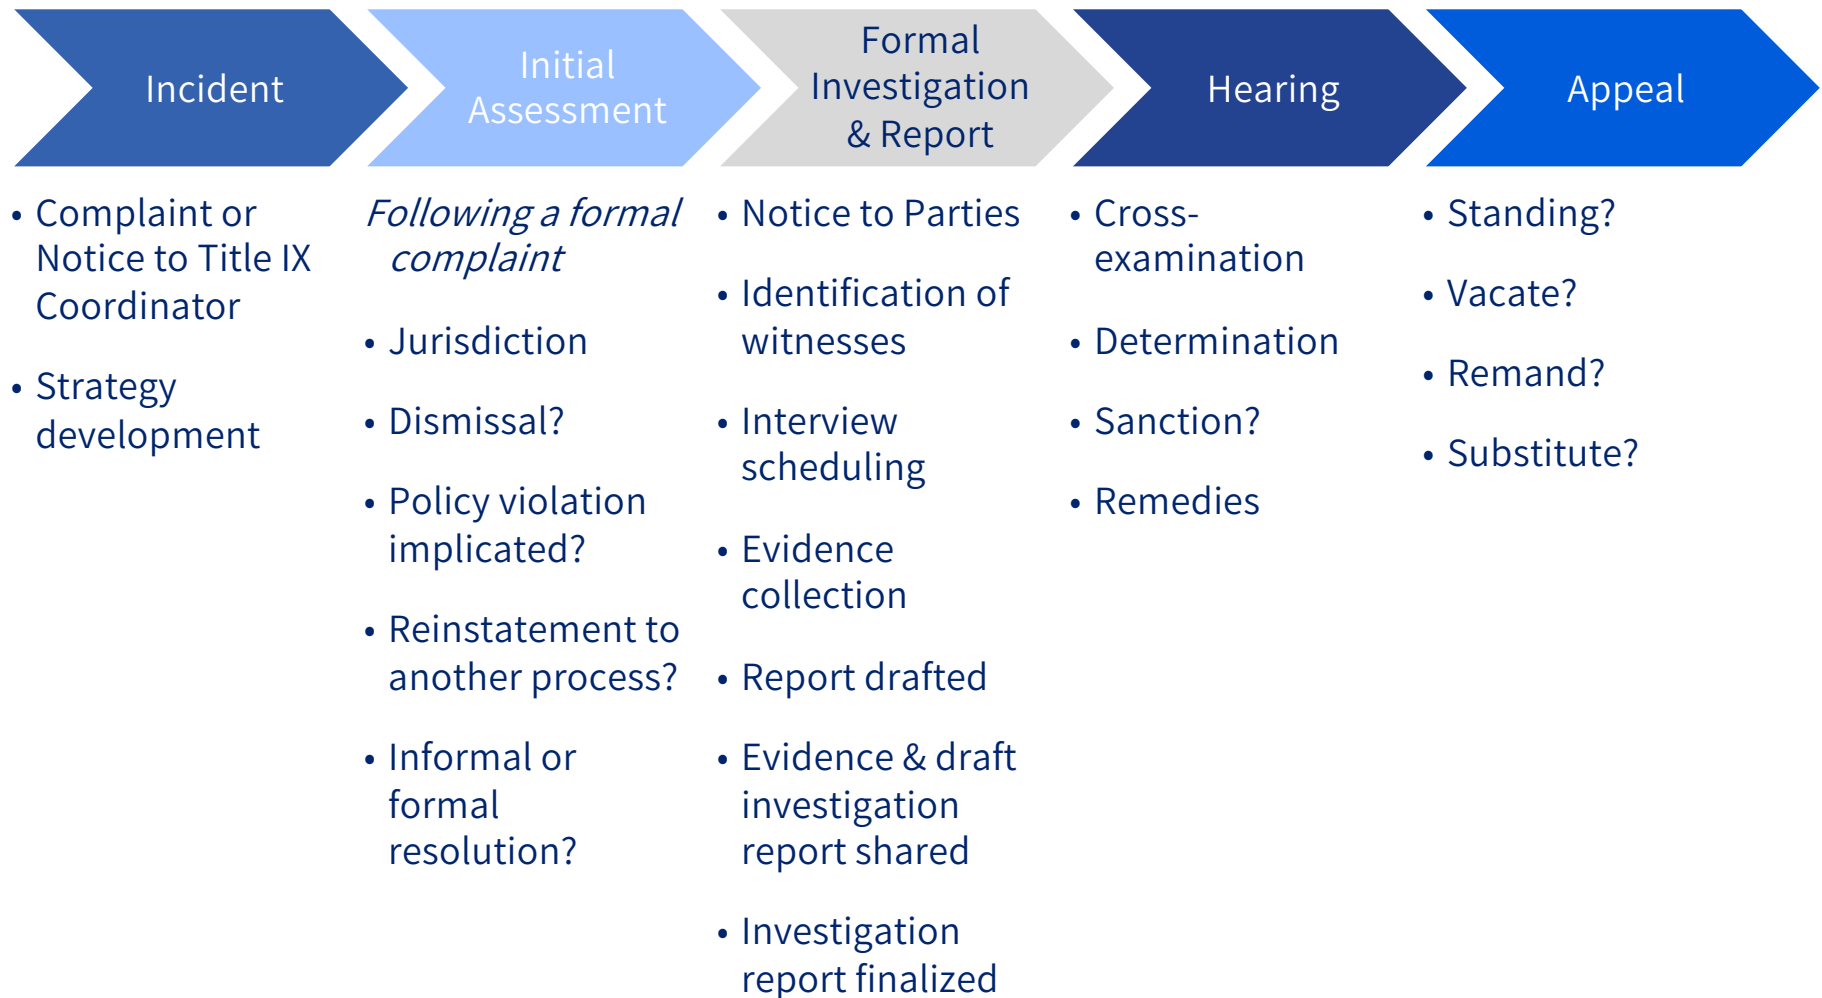 Incident
Initial
Assessment
Formal
Investigation
& Report
Hearing
Appeal
• Complaint or
Notice to Title IX
Coordinator
• Strategy
development
Following a formal
complaint
• Jurisdiction
• Dismissal?
• Policy violation
implicated?
• Reinstatement to
another process?
• Informal or
formal
resolution?
• Notice to Parties
• Identification of
witnesses
• Interview
scheduling
• Evidence
collection
• Report drafted
• Evidence & draft
investigation
report shared
• Investigation
report finalized
• Cross-
examination
• Determination
• Sanction?
• Remedies
• Standing?
• Vacate?
• Remand?
• Substitute?